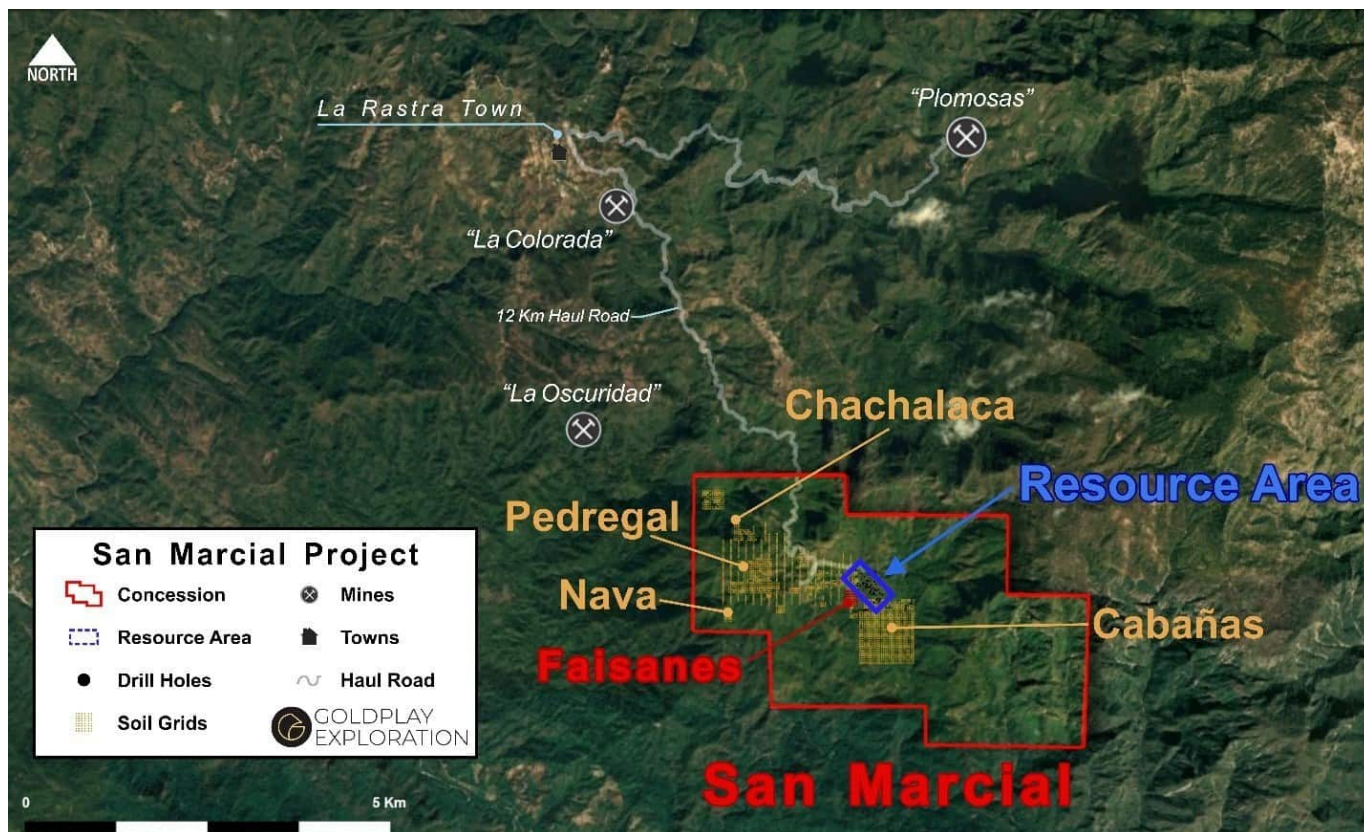 NORTH
La Rastra Town
"Plomosas"
"La Colorada"
12 Km Haul Road
"La Oscuridad"
Chachalaca
Resource Area
Pedregal
Nava
Cabañas
Faisanes
San Marcial
San Marcial Project
Concession
Mines
Resource Area
Towns
Drill Holes
Haul Road
Soil Grids
GOLDPLAY
EXPLORATION
0
5 Km